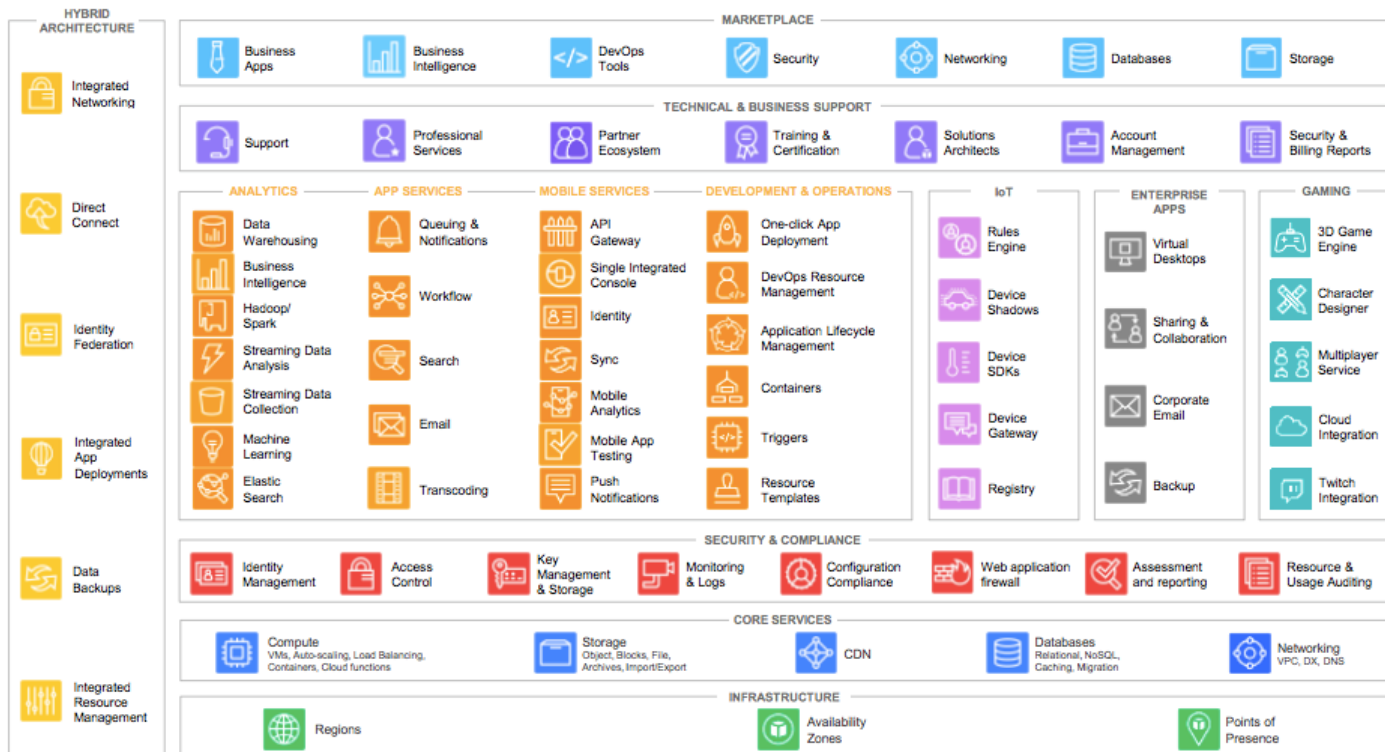 HYBRID
ARCHITECTURE
Integrated
Networking
Direct
Connect
Identity
Federation
Integrated
App
Deployments
Data
Backups
Integrated
Resource
Management
MARKETPLACE
Business
Apps
Business
Intelligence
DevOps
Tools
Security
Networking
Databases
Storage
TECHNICAL & BUSINESS SUPPORT
Support
Professional
Services
Partner
Ecosystem
Training &
Certification
Solutions
Architects
Account
Management
Security &
Billing Reports
ANALYTICS
Data
Warehousing
Business
Intelligence
Hadoop/
Spark
Streaming Data
Analysis
Streaming Data
Collection
Machine
Learning
Elastic
Search
APP SERVICES
Queuing &
Notifications
Workflow
Search
Email
Transcoding
MOBILE SERVICES
API
Gateway
Single Integrated
Console
Identity
Sync
Mobile
Analytics
Mobile App
Testing
Push
Notifications
DEVELOPMENT & OPERATIONS
One-click App
Deployment
DevOps Resource
Management
Application Lifecycle
Management
Containers
Triggers
Resource
Templates
IoT
Rules
Engine
Device
Shadows
Device
SDKs
Device
Gateway
Registry
ENTERPRISE
APPS
Virtual
Desktops
Sharing &
Collaboration
Corporate
Email
Backup
GAMING
3D Game
Engine
Character
Designer
Multiplayer
Service
Cloud
Integration
Twitch
Integration
SECURITY & COMPLIANCE
Identity
Management
Access
Control
Key
Management
& Storage
Monitoring
& Logs
Configuration
Compliance
Web application
firewall
Assessment
and reporting
Resource &
Usage Auditing
CORE SERVICES
Compute
VMs, Auto-scaling, Load Balancing,
Containers, Cloud functions
Storage
Object, Blocks, File,
Archives, Import/Export
CDN
Databases
Relational, NoSQL,
Caching, Migration
Networking
VPC, DX, DNS
INFRASTRUCTURE
Regions
Availability
Zones
Points of
Presence